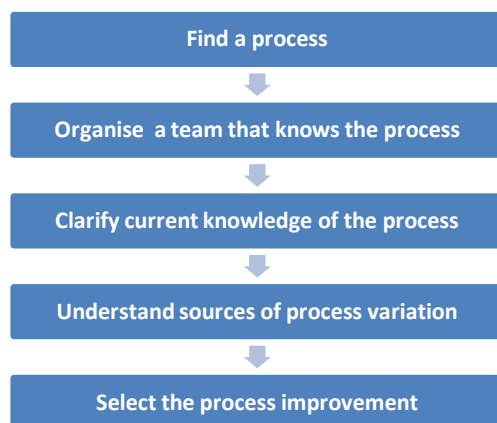 Find a process
Organise  a team that knows the process
Clarify current knowledge of the process
Understand sources of process variation
Select the process improvement